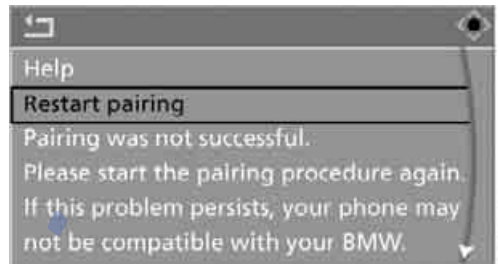 Help
Restart pairing
Pairing was not successful.
Please start the pairing procedure again.
If this problem persists, your phone may
not be compatible with your BMW.